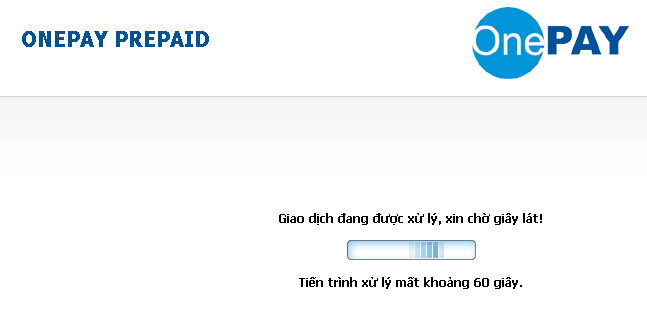 ONEPAY PREPAID
OnePAY
Giao dịch đang được xử lý, xin chờ giây lát!
Tiến trình xử lý mất khoảng 60 giây.